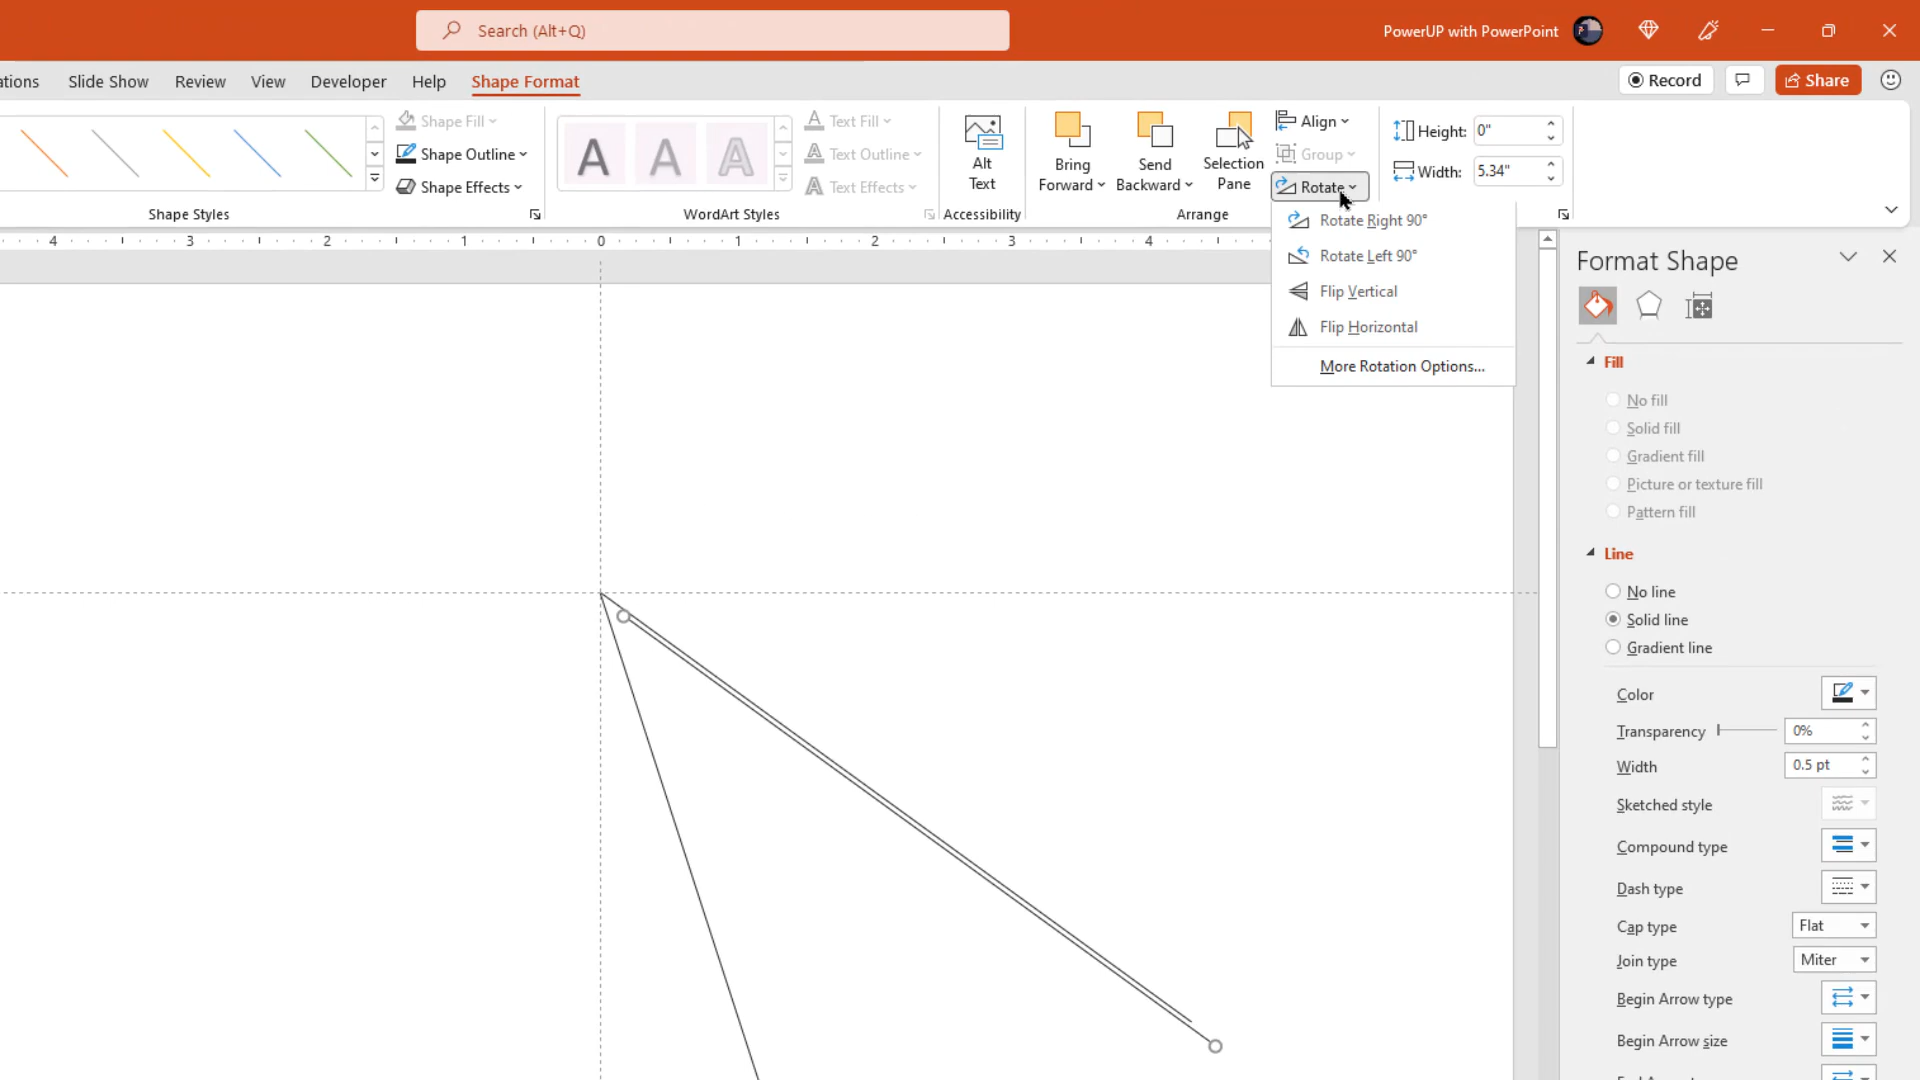 Search (Alt+Q)
PowerUP with PowerPoint
ations
Slide Show
Review
View
Developer
Help
Shape Format
Record
Share
Shape Fill
Shape Outline
Shape Effects
Shape Styles
A A A
Text Fill
Text Outline
Text Effects
WordArt Styles
Alt
Text
Accessibility
Bring
Forward
Send
Backward
Selection
Pane
Align
Group
Rotate
Arrange
Height: 0"
Width: 5.34"
Rotate Right 90°
Rotate Left 90°
Flip Vertical
Flip Horizontal
More Rotation Options...
4 3 2 1 0 1 2 3 4
Format Shape
Fill
No fill
Solid fill
Gradient fill
Picture or texture fill
Pattern fill
Line
No line
Solid line
Gradient line
Color
Transparency 0%
Width 0.5 pt
Sketched style
Compound type
Dash type
Cap type Flat
Join type Miter
Begin Arrow type
Begin Arrow size